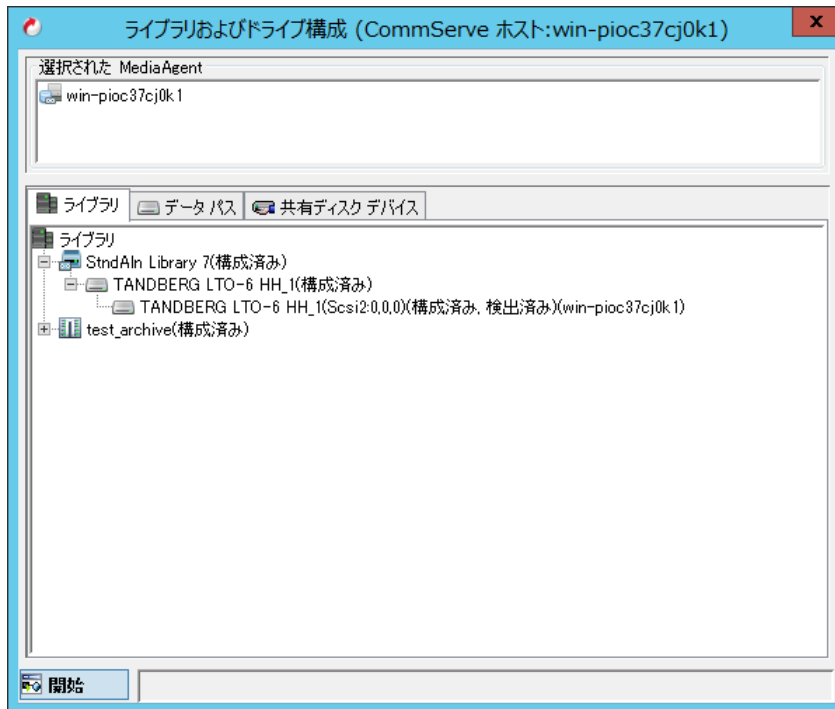 ライブラリおよびドライブ構成 (CommServe ホスト:win-pioc37cj0k1)
x
選択された MediaAgent
win-pioc37cj0k1
ライブラリ データ パス 共有ディスク デバイス
ライブラリ
StndAln Library 7(構成済み)
TANDBERG LTO-6 HH_1(構成済み)
TANDBERG LTO-6 HH_1(Scsi2:0,0,0)(構成済み, 検出済み)(win-pioc37cj0k1)
test_archive(構成済み)
開始